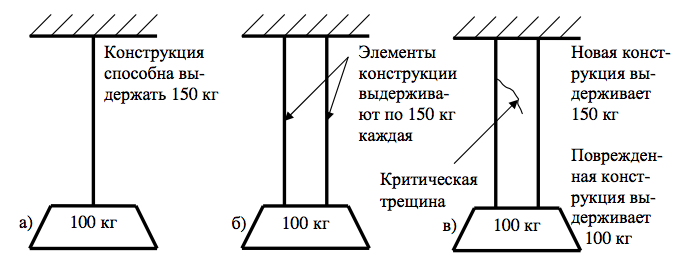 Конструкция
способна вы-
держать 150 кг
а)
100 кг
Элементы
конструкции
выдержива-
ют по 150 кг
каждая
б)
100 кг
Новая конст-
рукция вы-
держивает
150 кг
Критическая
трещина
Поврежден-
ная конст-
рукция вы-
держивает
100 кг
в)
100 кг